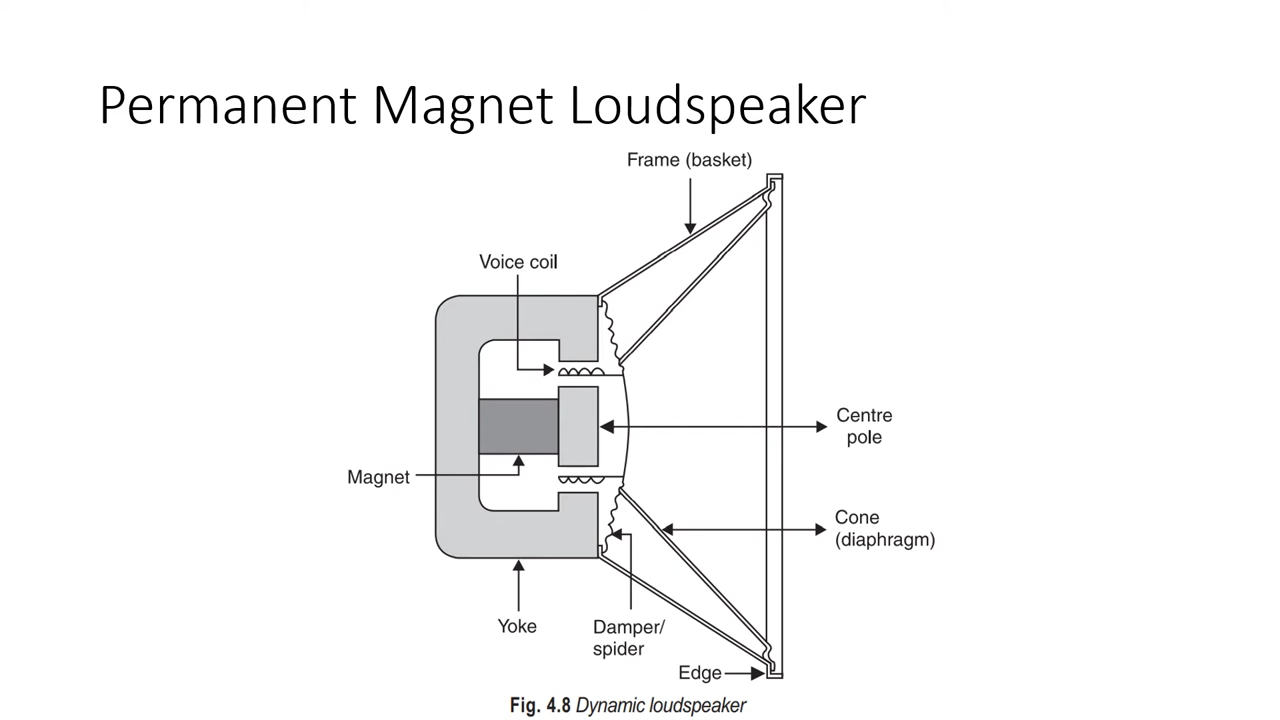 Permanent Magnet Loudspeaker
Frame (basket)
Voice coil
Centre
pole
Magnet
Cone
(diaphragm)
Yoke
Damper/
spider
Edge
Fig. 4.8 Dynamic loudspeaker